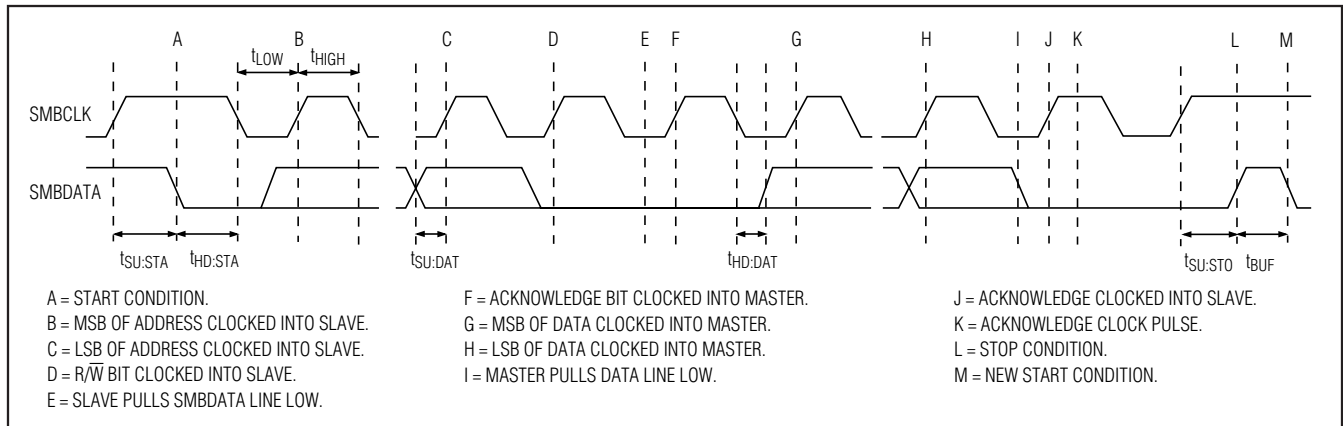 A B C D E F G H I J K L M
tLOW tHIGH
SMBCLK
SMBDATA
tSU:STA tHD:STA tSU:DAT tHD:DAT tSU:STO tBUF
A = START CONDITION.
B = MSB OF ADDRESS CLOCKED INTO SLAVE.
C = LSB OF ADDRESS CLOCKED INTO SLAVE.
D = R/W̅ BIT CLOCKED INTO SLAVE.
E = SLAVE PULLS SMBDATA LINE LOW.
F = ACKNOWLEDGE BIT CLOCKED INTO MASTER.
G = MSB OF DATA CLOCKED INTO MASTER.
H = LSB OF DATA CLOCKED INTO MASTER.
I = MASTER PULLS DATA LINE LOW.
J = ACKNOWLEDGE CLOCKED INTO SLAVE.
K = ACKNOWLEDGE CLOCK PULSE.
L = STOP CONDITION.
M = NEW START CONDITION.